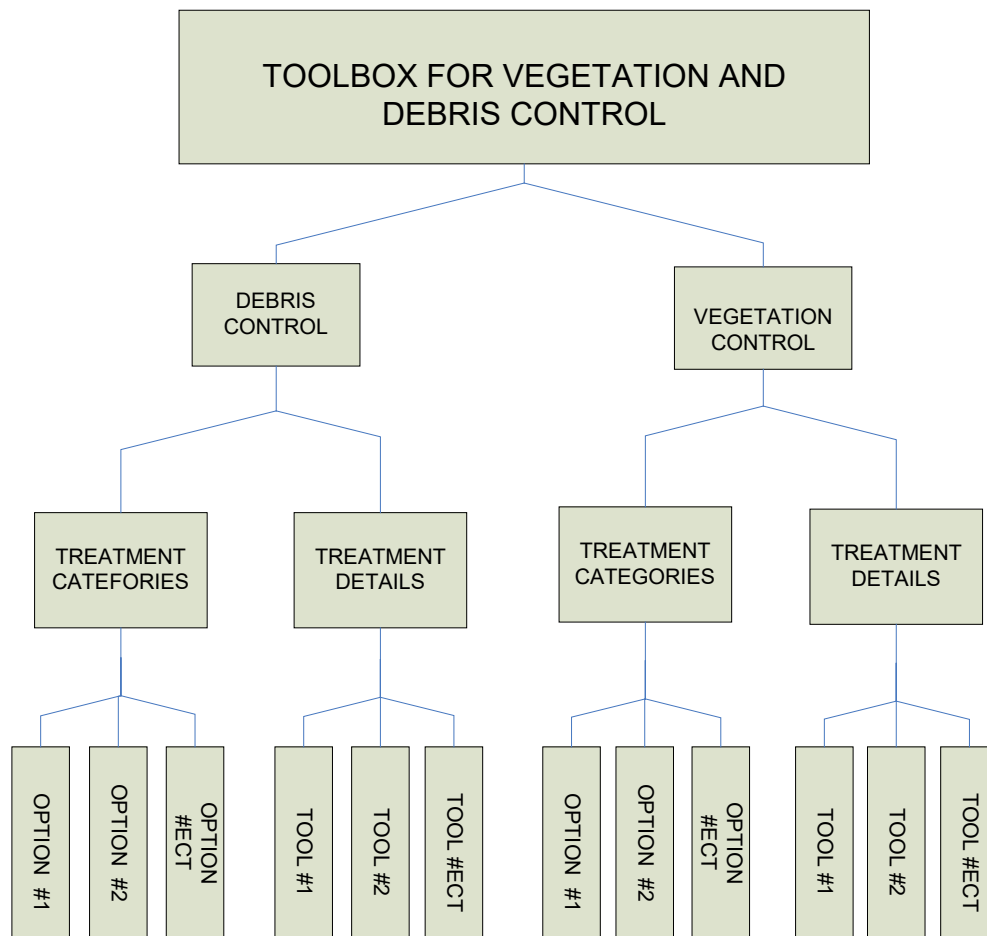 TOOLBOX FOR VEGETATION AND
DEBRIS CONTROL
DEBRIS
CONTROL
VEGETATION
CONTROL
TREATMENT
CATEFORIES
TREATMENT
DETAILS
TREATMENT
CATEGORIES
TREATMENT
DETAILS
OPTION #1
OPTION #2
OPTION
#ECT
TOOL #1
TOOL #2
TOOL #ECT
OPTION #1
OPTION #2
OPTION
#ECT
TOOL #1
TOOL #2
TOOL #ECT